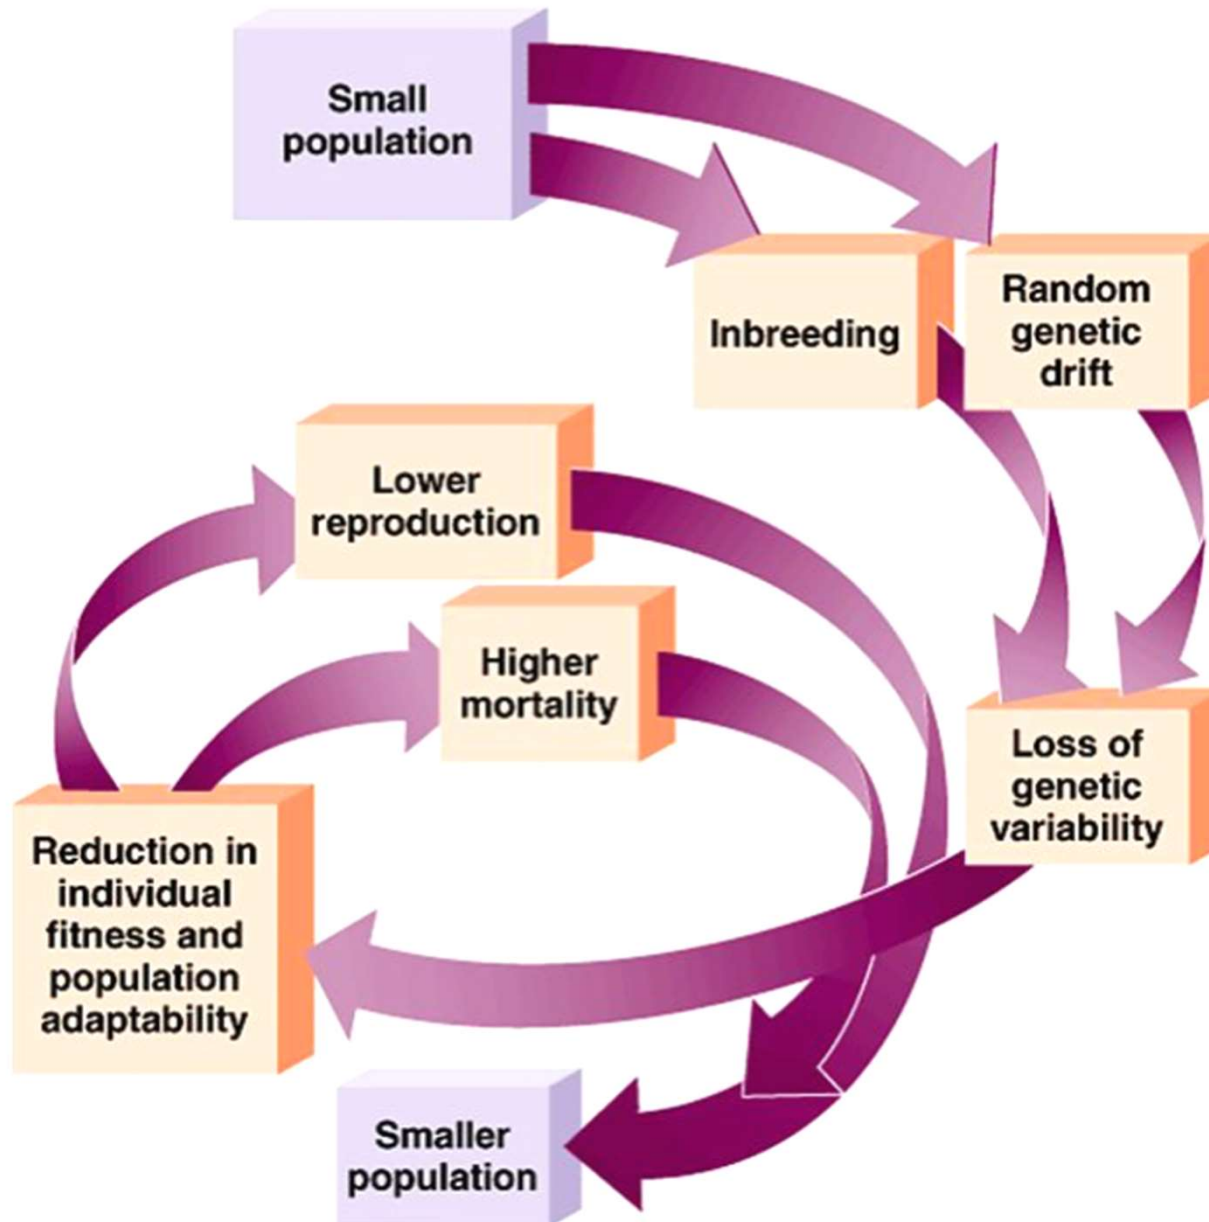 Small
population
Inbreeding
Random
genetic
drift
Lower
reproduction
Higher
mortality
Loss of
genetic
variability
Reduction in
individual
fitness and
population
adaptability
Smaller
population